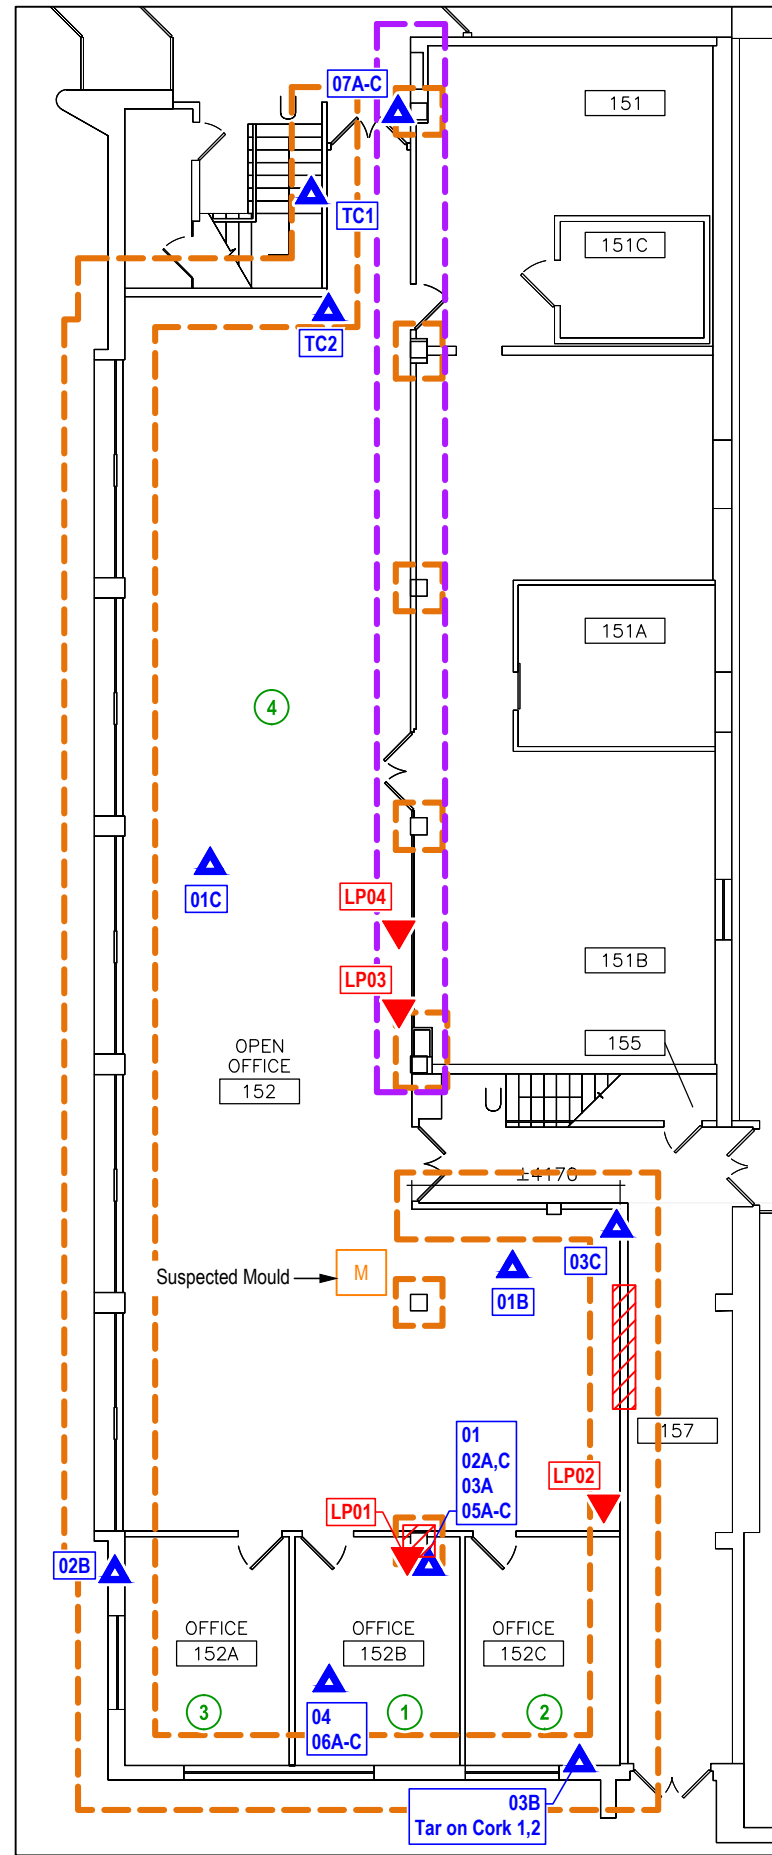 07A-C
151
TC1
151C
TC2
151A
4
01C
LP04
LP03
151B
OPEN
OFFICE
152
155
±4170
03C
Suspected Mould
M
01B
157
01
02A,C
03A
05A-C
LP02
LP01
02B
OFFICE
152A
OFFICE
152B
OFFICE
152C
3
04
06A-C
1
2
03B
Tar on Cork 1,2